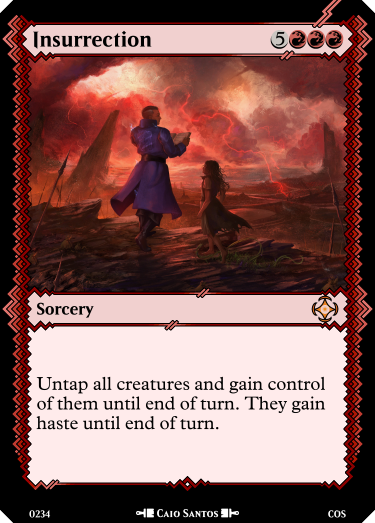 Insurrection 5
Sorcery
Untap all creatures and gain control
of them until end of turn. They gain
haste until end of turn.
0234 Caio Santos COS